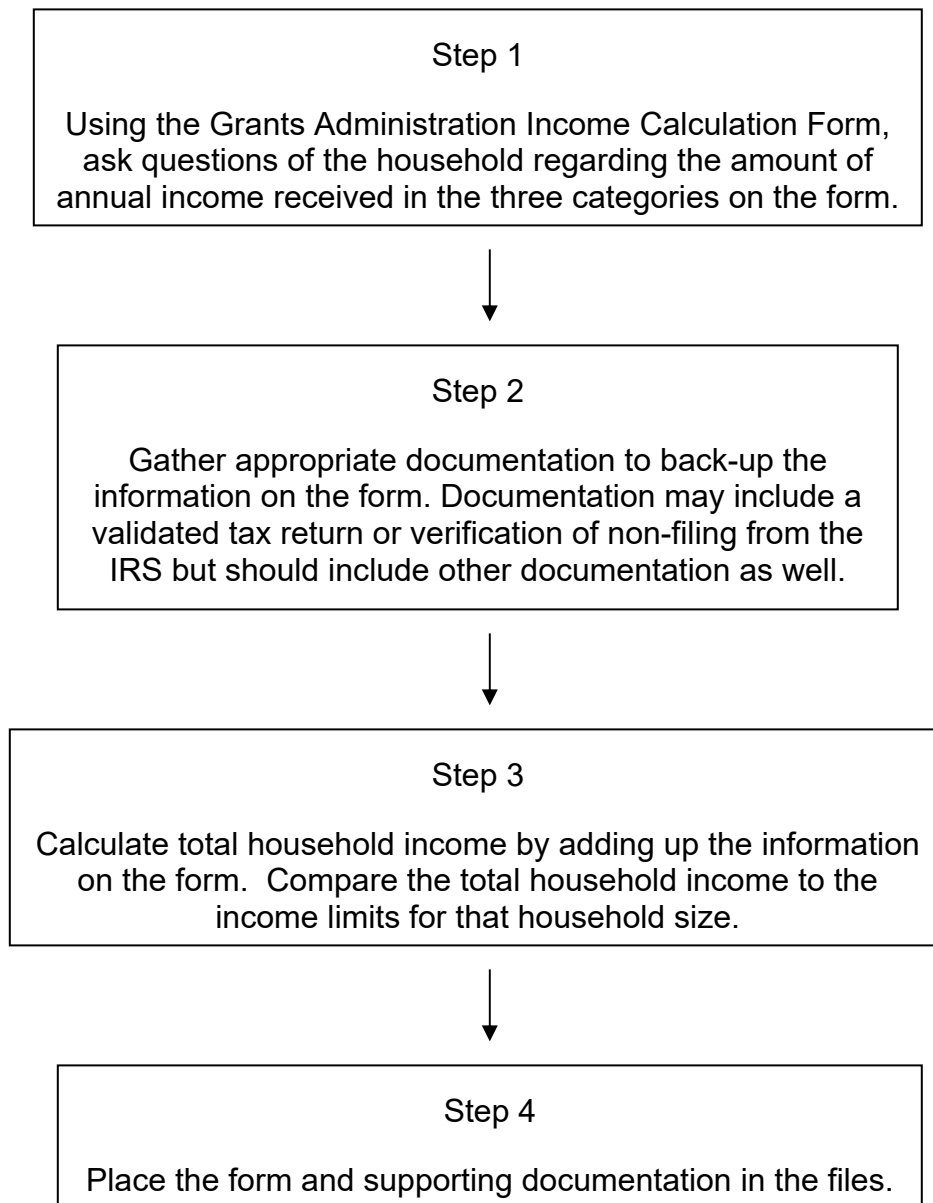 Step 1
Using the Grants Administration Income Calculation Form,
ask questions of the household regarding the amount of
annual income received in the three categories on the form.
Step 2
Gather appropriate documentation to back-up the
information on the form. Documentation may include a
validated tax return or verification of non-filing from the
IRS but should include other documentation as well.
Step 3
Calculate total household income by adding up the information
on the form.  Compare the total household income to the
income limits for that household size.
Step 4
Place the form and supporting documentation in the files.